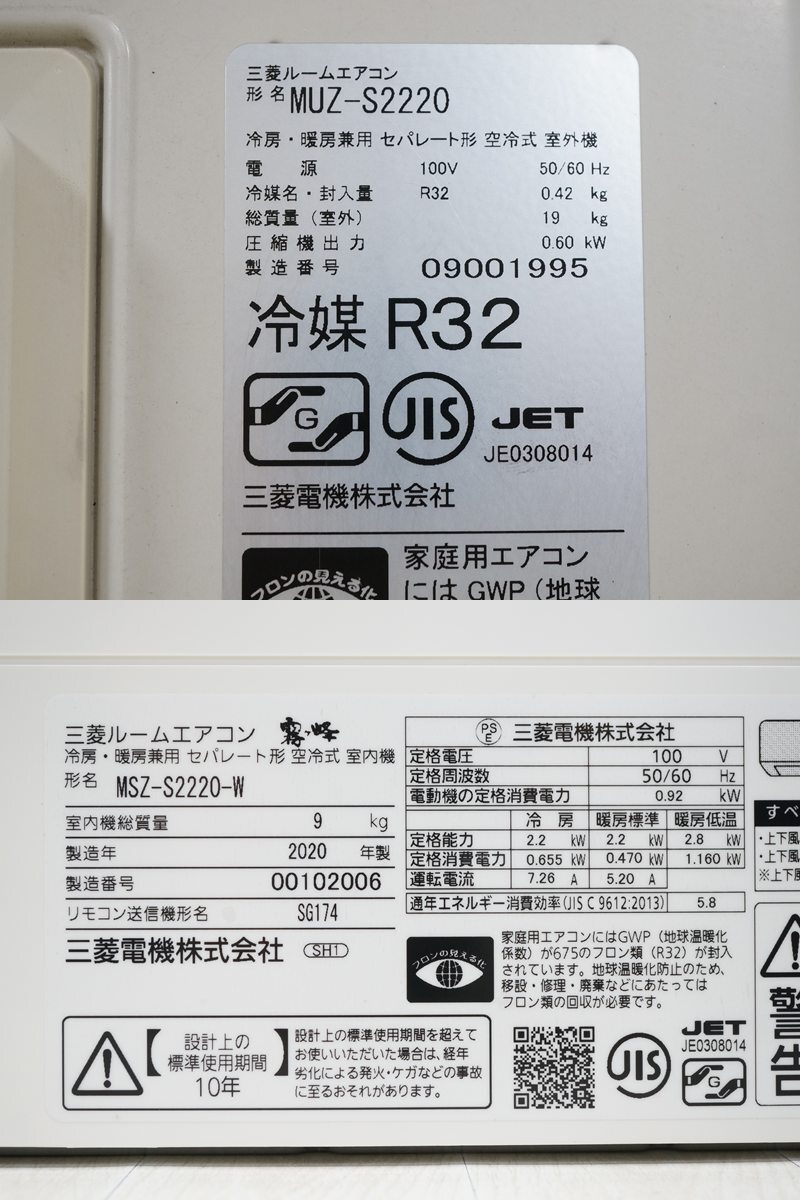 三菱ルームエアコン
形名 MUZ-S2220
冷房・暖房兼用 セパレート形 空冷式 室外機
電源 100V 50/60 Hz
冷媒名・封入量 R32 0.42 kg
総質量(室外) 19 kg
圧縮機出力 0.60 kW
製造番号 09001995
冷媒 R32
G
JIS JET
JE0308014
三菱電機株式会社
フロンの見える化
家庭用エアコン
には GWP(地球
三菱ルームエアコン 霧ヶ峰
冷房・暖房兼用 セパレート形 空冷式 室内機
形名 MSZ-S2220-W
室内機総質量 9 kg
製造年 2020 年製
製造番号 00102006
リモコン送信機形名 SG174
三菱電機株式会社 SH1
PSE 三菱電機株式会社
定格電圧 100 V
定格周波数 50/60 Hz
電動機の定格消費電力 0.92 kW
冷房 暖房標準 暖房低温
定格能力 2.2 kW 2.2 kW 2.8 kW
定格消費電力 0.655 kW 0.470 kW 1.160 kW
運転電流 7.26 A 5.20 A
通年エネルギー消費効率(JIS C 9612:2013) 5.8
フロンの見える化
家庭用エアコンにはGWP(地球温暖化
係数)が675のフロン類(R32)が封入
されています。地球温暖化防止のため、
移設・修理・廃棄などにあたっては
フロン類の回収が必要です。
【設計上の標準使用期間】
10年
設計上の標準使用期間を超えて
お使いいただいた場合は、経年
劣化による発火・ケガなどの事故
に至るおそれがあります。
JIS
JET
JE0308014
G
すべ
・上下風
・上下風
※上下風
警告